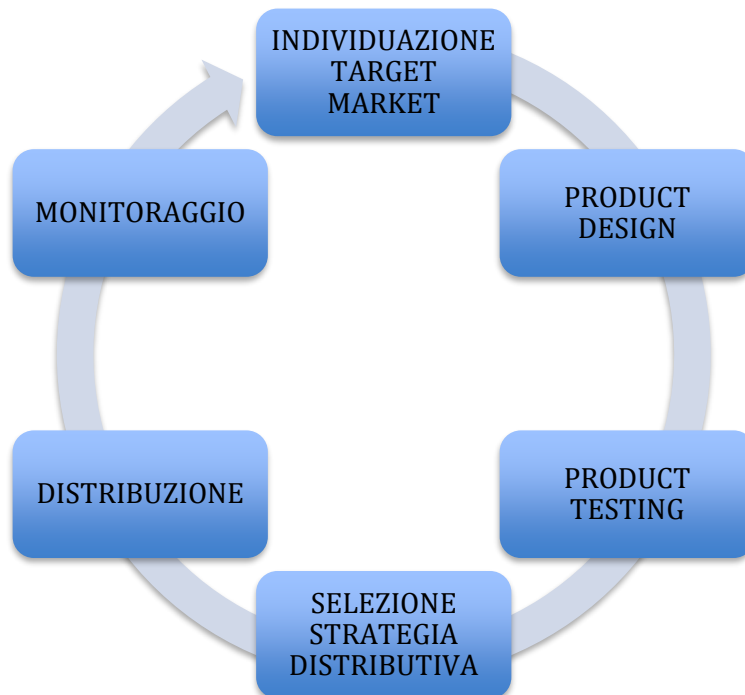 INDIVIDUAZIONE
TARGET
MARKET
PRODUCT
DESIGN
PRODUCT
TESTING
SELEZIONE
STRATEGIA
DISTRIBUTIVA
DISTRIBUZIONE
MONITORAGGIO